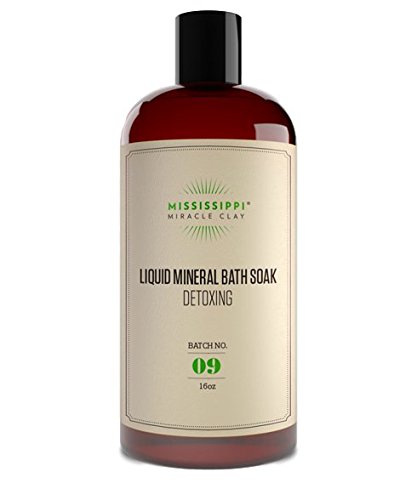 MISSISSIPPI®
MIRACLE CLAY
LIQUID MINERAL BATH SOAK
DETOXING
BATCH NO.
09
16oz